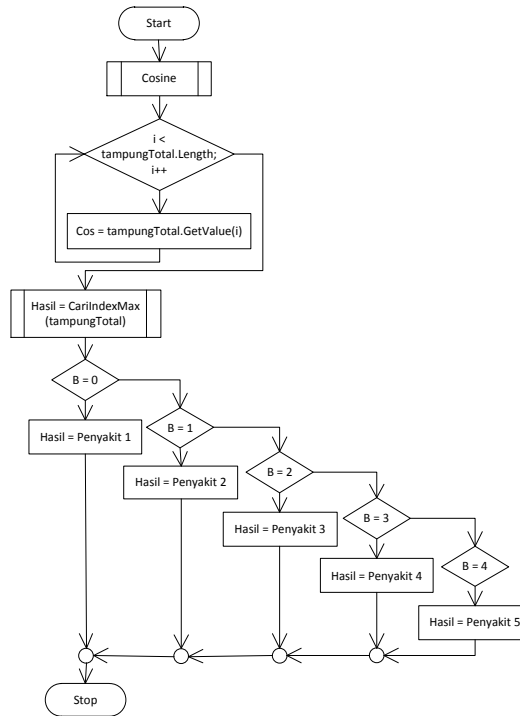 Start
Cosine
i <
tampungTotal.Length;
i++
Cos = tampungTotal.GetValue(i)
Hasil = CariIndexMax
(tampungTotal)
B = 0
Hasil = Penyakit 1
B = 1
Hasil = Penyakit 2
B = 2
Hasil = Penyakit 3
B = 3
Hasil = Penyakit 4
B = 4
Hasil = Penyakit 5
Stop